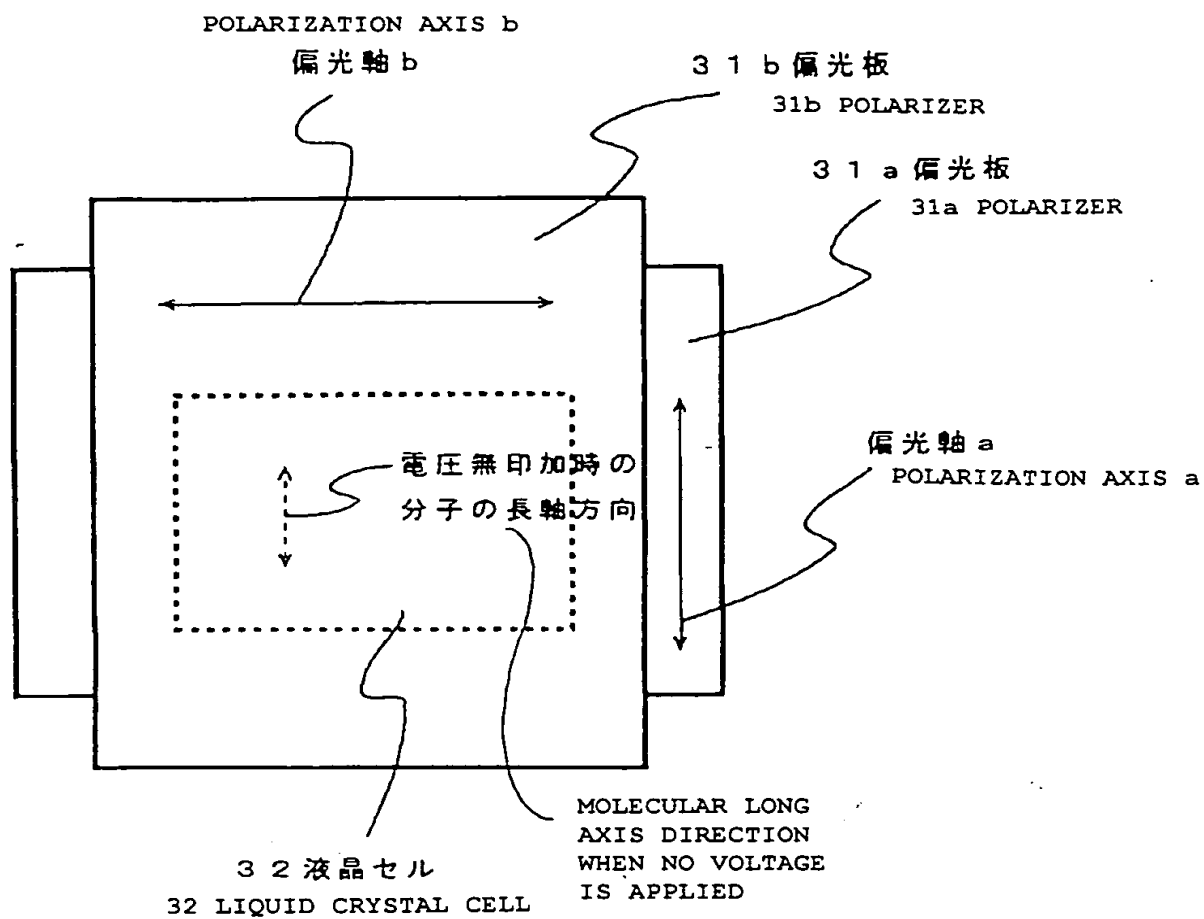 POLARIZATION AXIS b
偏光軸b
31b偏光板
31b POLARIZER
31a偏光板
31a POLARIZER
偏光軸a
POLARIZATION AXIS a
電圧無印加時の
分子の長軸方向
MOLECULAR LONG
AXIS DIRECTION
WHEN NO VOLTAGE
IS APPLIED
32液晶セル
32 LIQUID CRYSTAL CELL